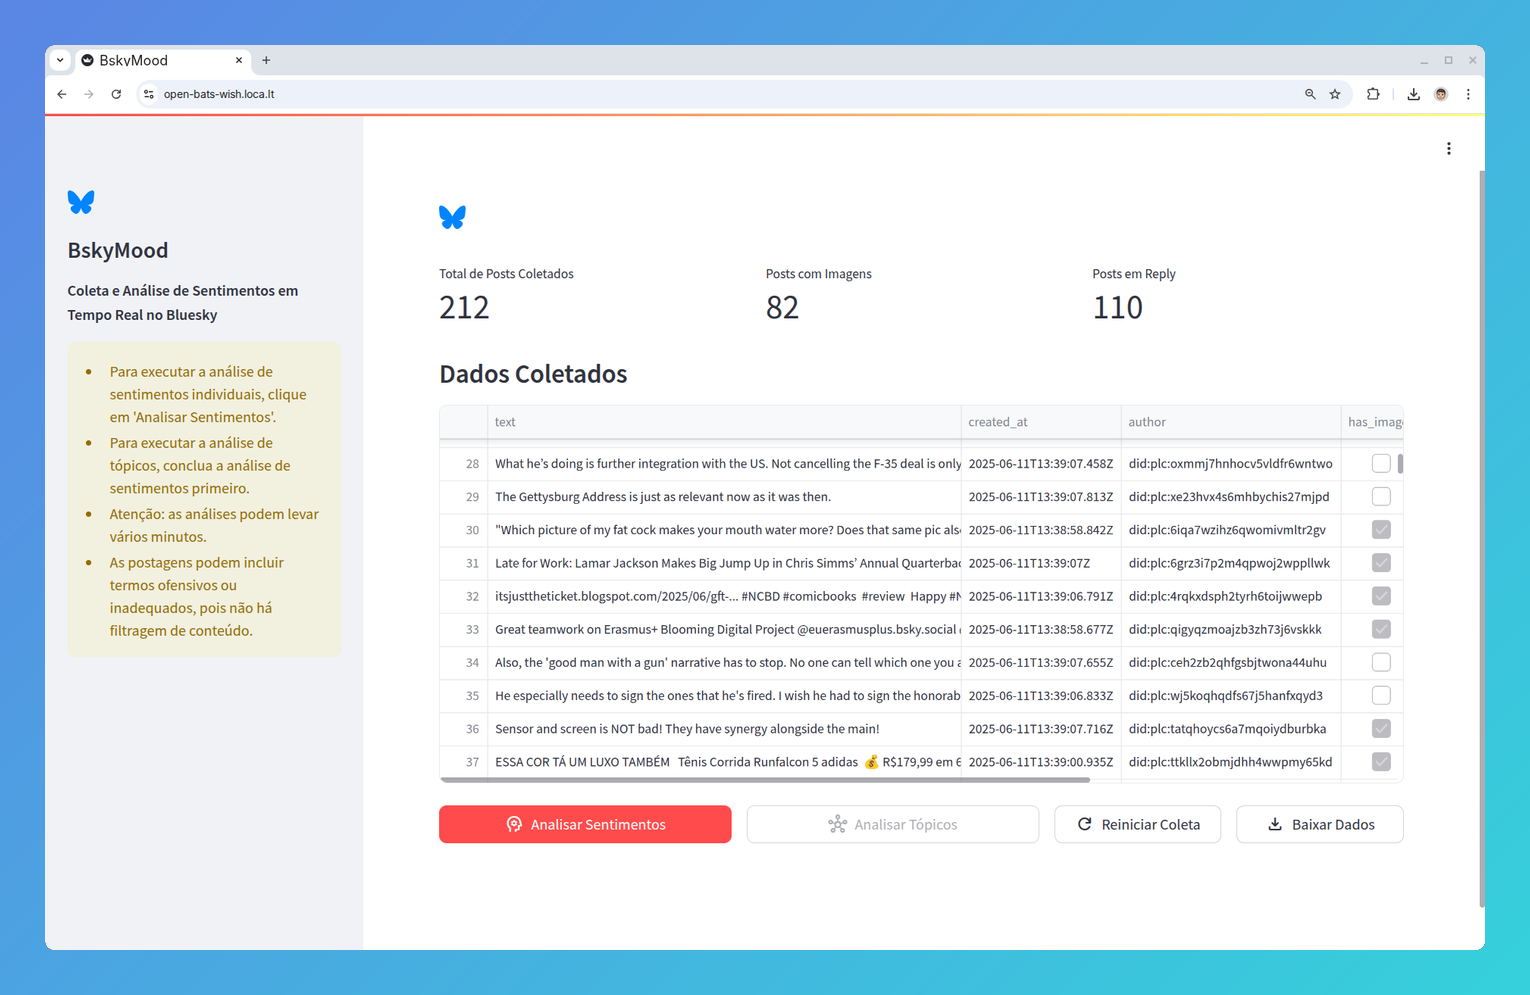 BskyMood
open-bats-wish.loca.lt
BskyMood
Coleta e Análise de Sentimentos em
Tempo Real no Bluesky
Para executar a análise de
sentimentos individuais, clique
em 'Analisar Sentimentos'.
Para executar a análise de
tópicos, conclua a análise de
sentimentos primeiro.
Atenção: as análises podem levar
vários minutos.
As postagens podem incluir
termos ofensivos ou
inadequados, pois não há
filtragem de conteúdo.
Total de Posts Coletados
Posts com Imagens
Posts em Reply
212
82
110
Dados Coletados
text created_at author has_imag
28 What he’s doing is further integration with the US. Not cancelling the F-35 deal is only 2025-06-11T13:39:07.458Z did:plc:oxmmj7hnhocv5vldfr6wntwo
29 The Gettysburg Address is just as relevant now as it was then. 2025-06-11T13:39:07.813Z did:plc:xe23hvx4s6mhbychis27mjpd
30 "Which picture of my fat cock makes your mouth water more? Does that same pic als 2025-06-11T13:38:58.842Z did:plc:6iqa7wzihz6qwomivmltr2gv
31 Late for Work: Lamar Jackson Makes Big Jump Up in Chris Simms’ Annual Quarterbac 2025-06-11T13:39:07Z did:plc:6grz3i7p2m4qpwoj2wppllwk
32 itsjusttheticket.blogspot.com/2025/06/gft-... #NCBD #comicbooks #review Happy #N 2025-06-11T13:39:06.791Z did:plc:4rqkxdsph2tyrh6toijwwepb
33 Great teamwork on Erasmus+ Blooming Digital Project @euerasmusplus.bsky.social 2025-06-11T13:38:58.677Z did:plc:qigyqzmoajzb3zh73j6vskkk
34 Also, the 'good man with a gun' narrative has to stop. No one can tell which one you a 2025-06-11T13:39:07.655Z did:plc:ceh2zb2qhfgsbjtwona44uhu
35 He especially needs to sign the ones that he's fired. I wish he had to sign the honorab 2025-06-11T13:39:06.833Z did:plc:wj5koqhqdfs67j5hanfxqyd3
36 Sensor and screen is NOT bad! They have synergy alongside the main! 2025-06-11T13:39:07.716Z did:plc:tatqhoycs6a7mqoiydburbka
37 ESSA COR TÁ UM LUXO TAMBÉM Tênis Corrida Runfalcon 5 adidas 💰 R$179,99 em 6 2025-06-11T13:39:00.935Z did:plc:ttkllx2obmjdhh4wwpmy65kd
Analisar Sentimentos
Analisar Tópicos
Reiniciar Coleta
Baixar Dados